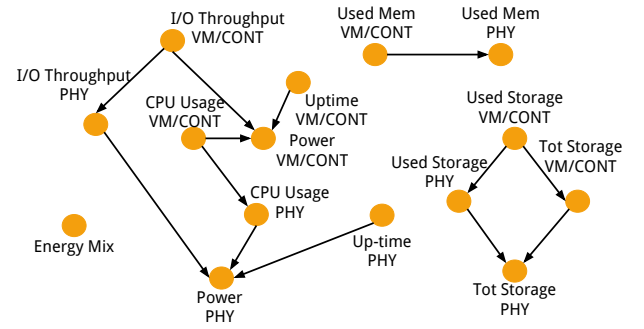 I/O Throughput
VM/CONT
Used Mem
VM/CONT
Used Mem
PHY
I/O Throughput
PHY
CPU Usage
VM/CONT
Uptime
VM/CONT
Power
VM/CONT
Used Storage
VM/CONT
Tot Storage
VM/CONT
Used Storage
PHY
CPU Usage
PHY
Energy Mix
Up-time
PHY
Power
PHY
Tot Storage
PHY